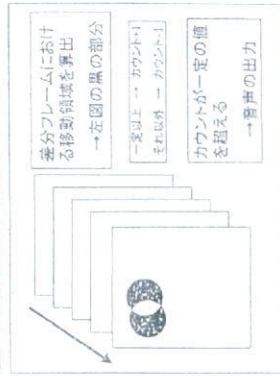 差分フレームにおけ
る移動領域を算出
→左図の黒の部分
一定以上 → カウント+1
それ以外 → カウント-1
カウントが一定の値
を超える
→音声の出力